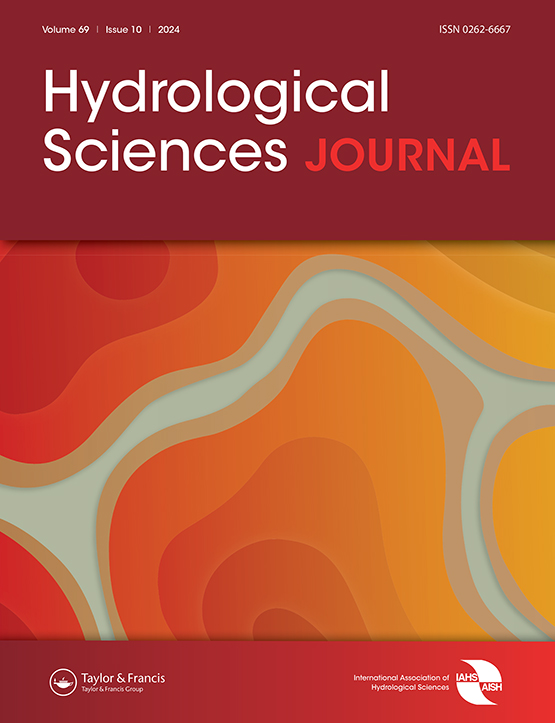 Volume 69 | Issue 10 | 2024
ISSN 0262-6667
Hydrological
Sciences JOURNAL
Taylor & Francis
Taylor & Francis Group
International Association of
Hydrological Sciences
IAHS
AISH